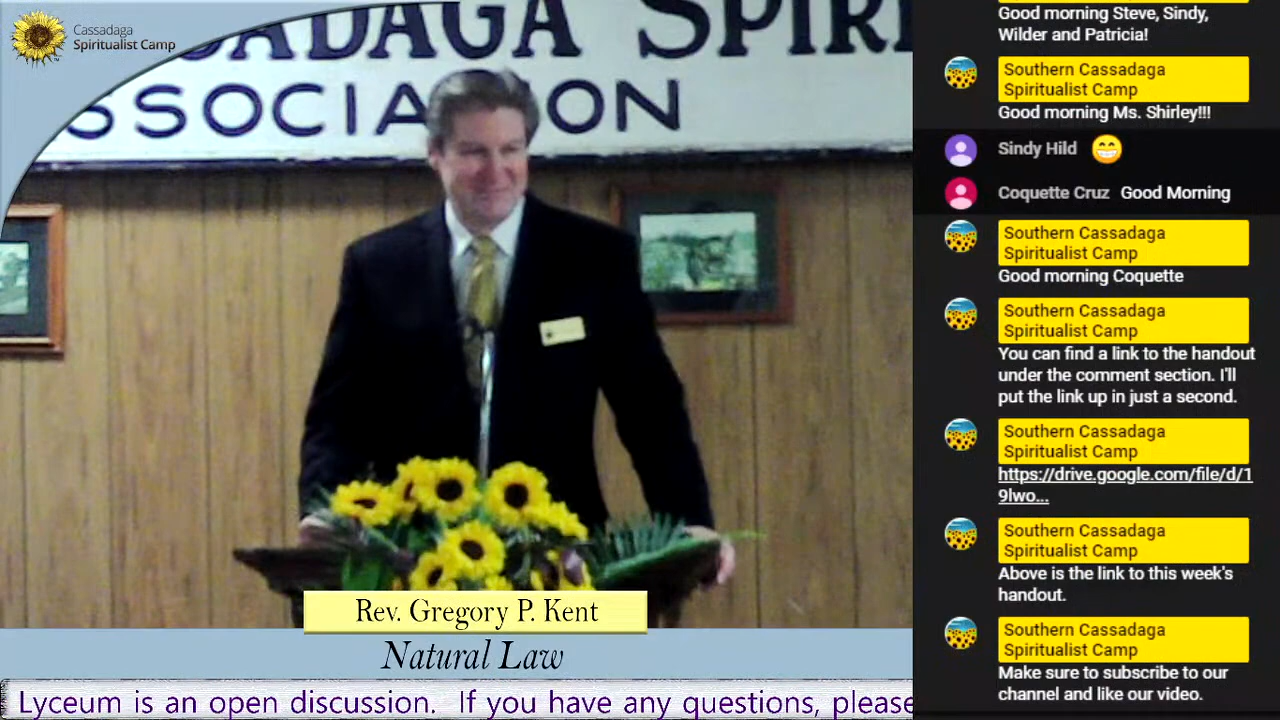 Cassadaga
Spiritualist Camp
SADAGA SPIRI
SSOCIATION
Rev. Gregory P. Kent
Natural Law
Lyceum is an open discussion. If you have any questions, please
Good morning Steve, Sindy,
Wilder and Patricia!
Southern Cassadaga
Spiritualist Camp
Good morning Ms. Shirley!!!
Sindy Hild 😁
Coquette Cruz Good Morning
Southern Cassadaga
Spiritualist Camp
Good morning Coquette
Southern Cassadaga
Spiritualist Camp
You can find a link to the handout
under the comment section. I'll
put the link up in just a second.
Southern Cassadaga
Spiritualist Camp
https://drive.google.com/file/d/1
9lwo...
Southern Cassadaga
Spiritualist Camp
Above is the link to this week's
handout.
Southern Cassadaga
Spiritualist Camp
Make sure to subscribe to our
channel and like our video.